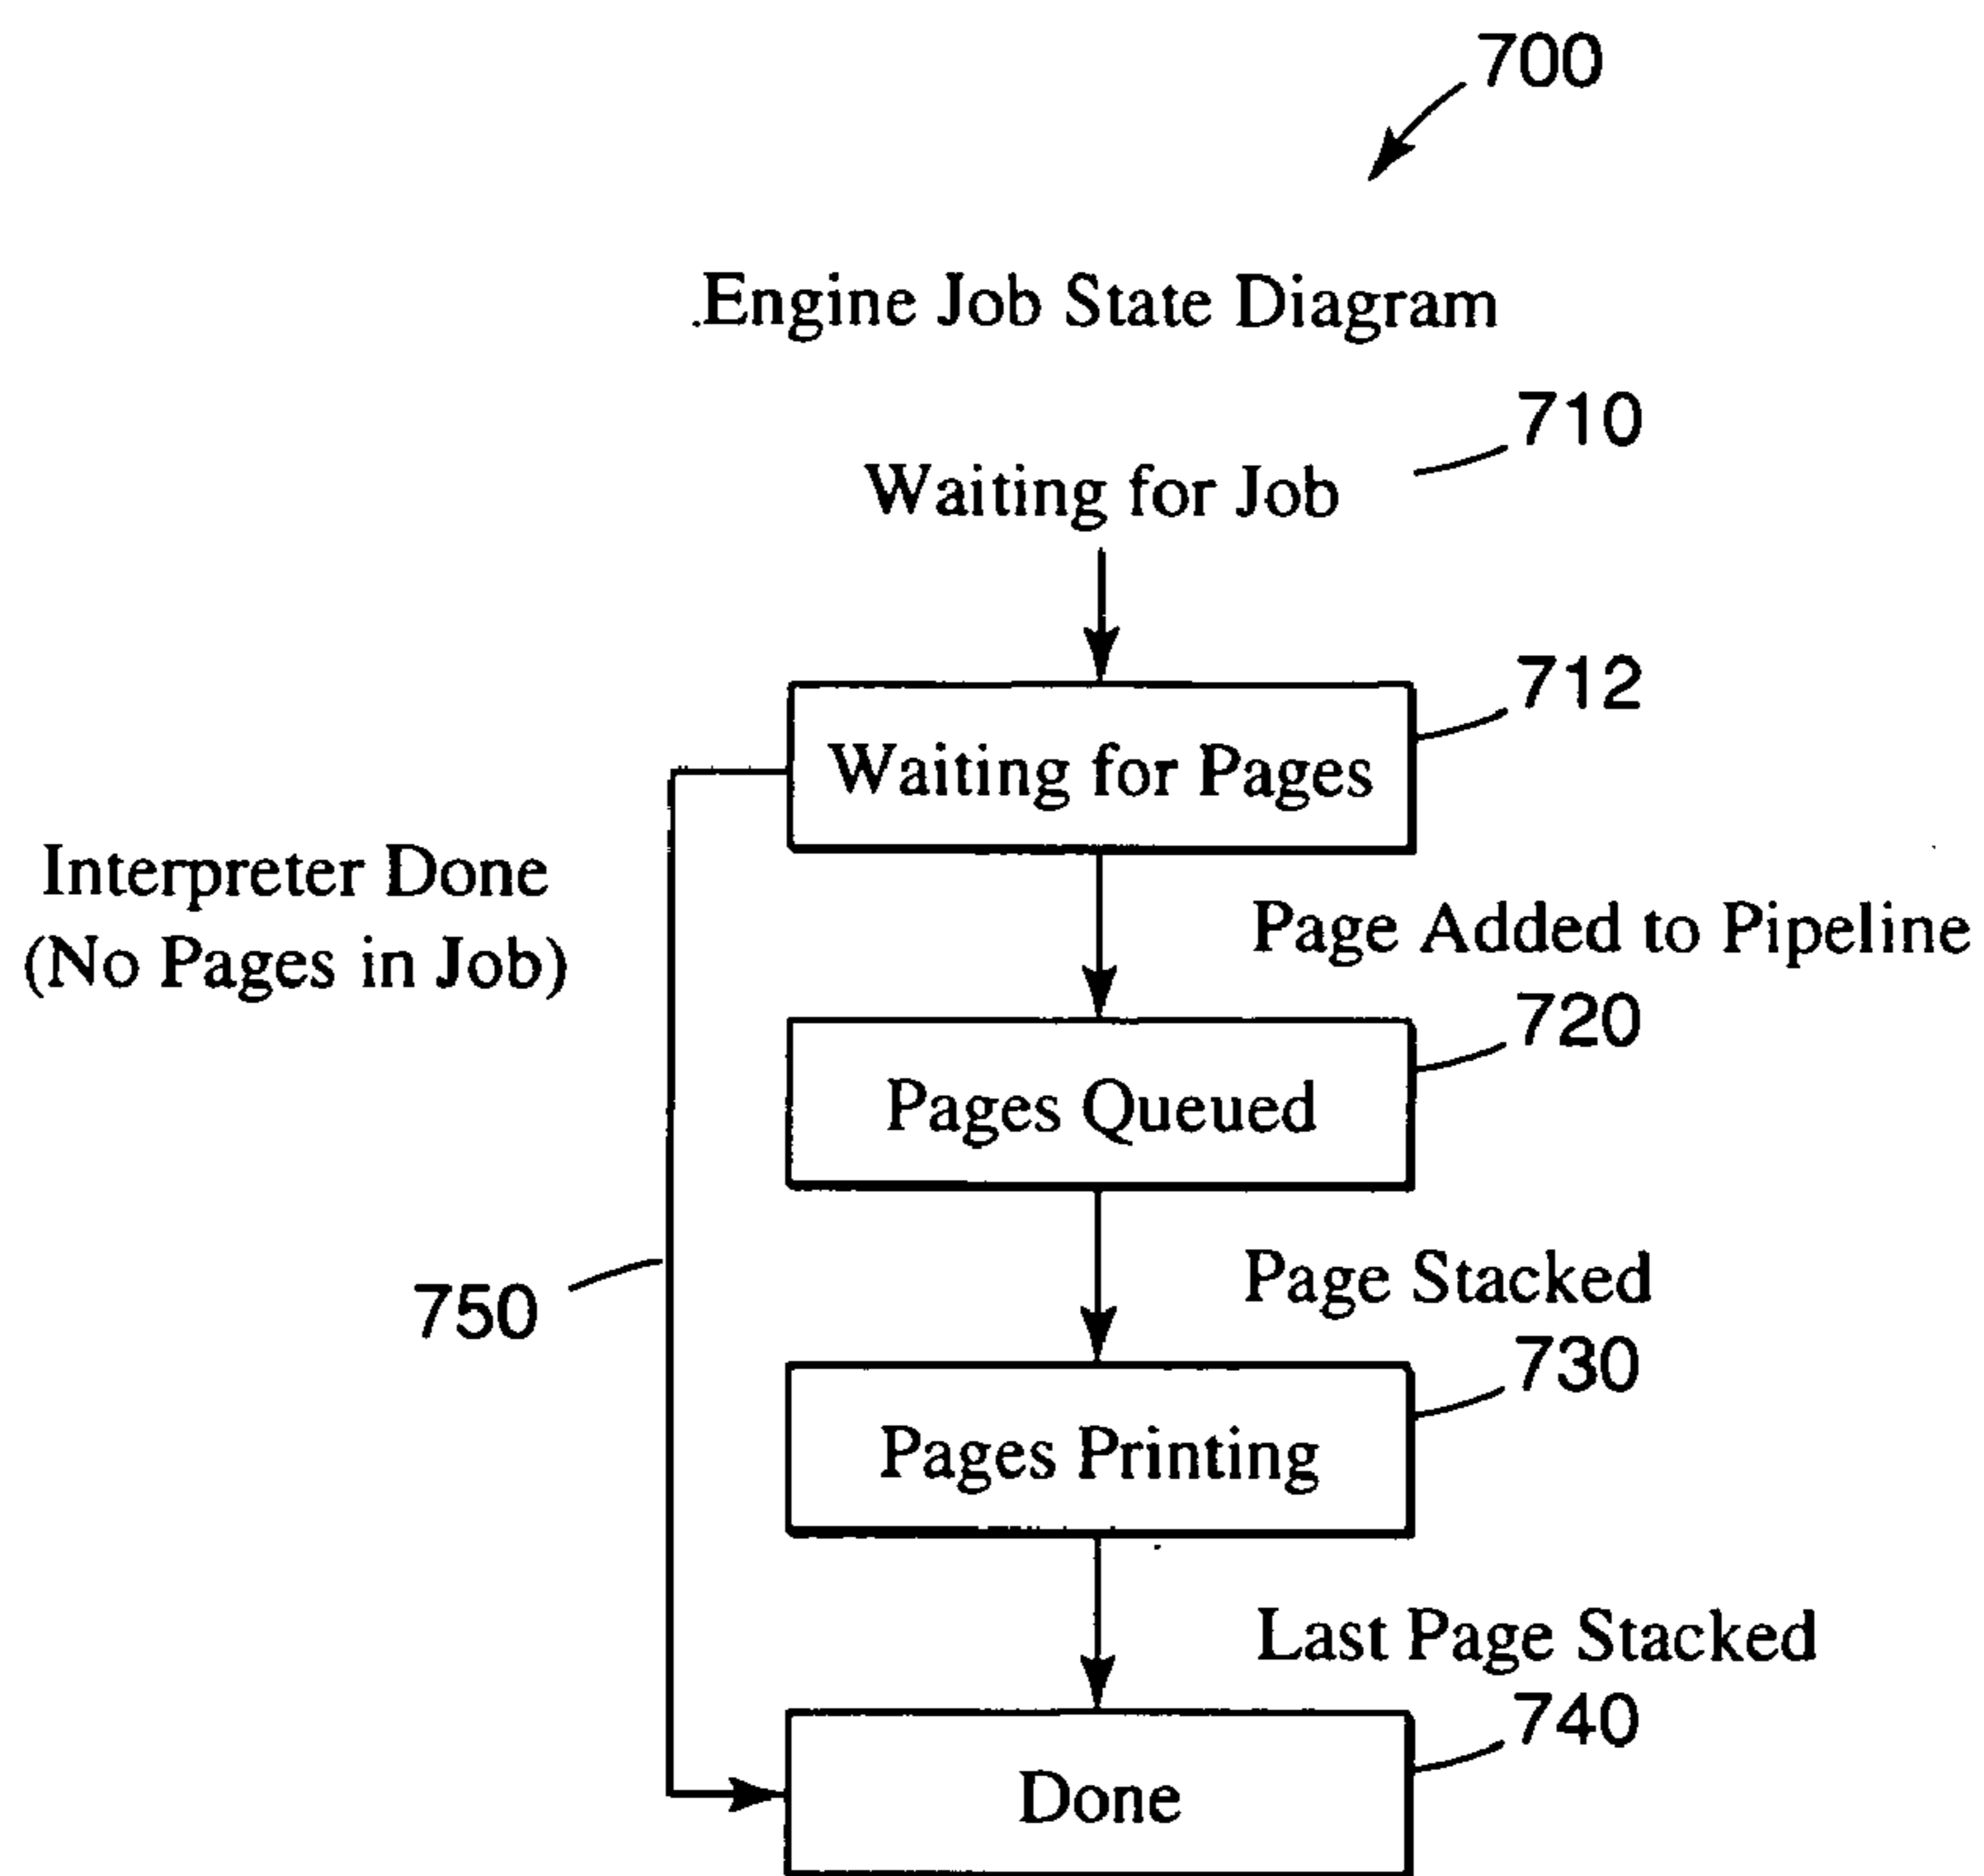 700
Engine Job State Diagram
710
Waiting for Job
712
Waiting for Pages
Interpreter Done
(No Pages in Job)
Page Added to Pipeline
720
Pages Queued
750
Page Stacked
730
Pages Printing
Last Page Stacked
740
Done